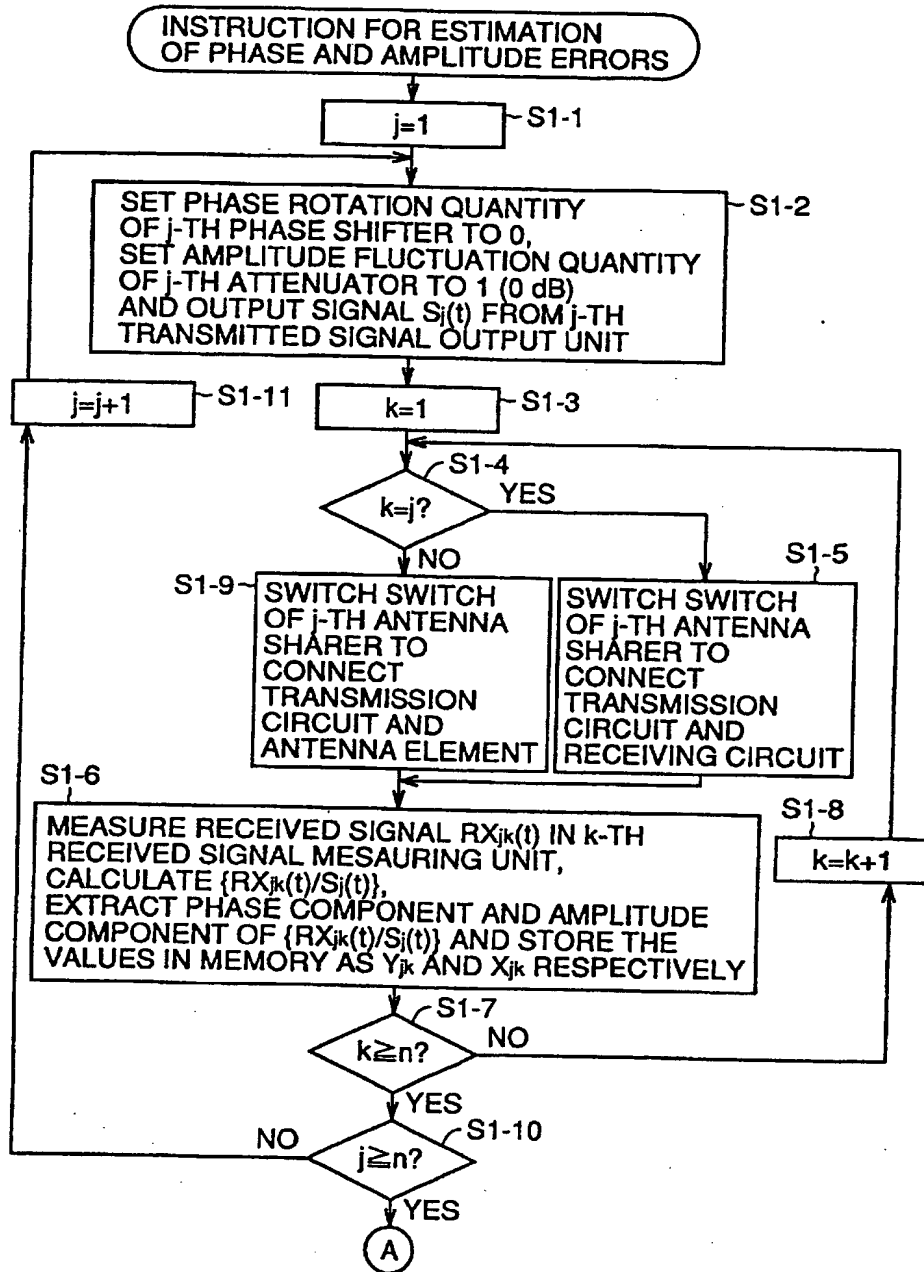 INSTRUCTION FOR ESTIMATION
OF PHASE AND AMPLITUDE ERRORS
j=1
S1-1
SET PHASE ROTATION QUANTITY
OF j-TH PHASE SHIFTER TO 0,
SET AMPLITUDE FLUCTUATION QUANTITY
OF j-TH ATTENUATOR TO 1 (0 dB)
AND OUTPUT SIGNAL Sj(t) FROM j-TH
TRANSMITTED SIGNAL OUTPUT UNIT
S1-2
j=j+1
S1-11
k=1
S1-3
S1-4
k=j?
YES
NO
S1-9
SWITCH SWITCH
OF j-TH ANTENNA
SHARER TO
CONNECT
TRANSMISSION
CIRCUIT AND
ANTENNA ELEMENT
S1-5
SWITCH SWITCH
OF j-TH ANTENNA
SHARER TO
CONNECT
TRANSMISSION
CIRCUIT AND
RECEIVING CIRCUIT
S1-6
MEASURE RECEIVED SIGNAL RXjk(t) IN k-TH
RECEIVED SIGNAL MESAURING UNIT,
CALCULATE {RXjk(t)/Sj(t)},
EXTRACT PHASE COMPONENT AND AMPLITUDE
COMPONENT OF {RXjk(t)/Sj(t)} AND STORE THE
VALUES IN MEMORY AS Yjk AND Xjk RESPECTIVELY
S1-8
k=k+1
S1-7
k≧n?
NO
YES
S1-10
j≧n?
NO
YES
A